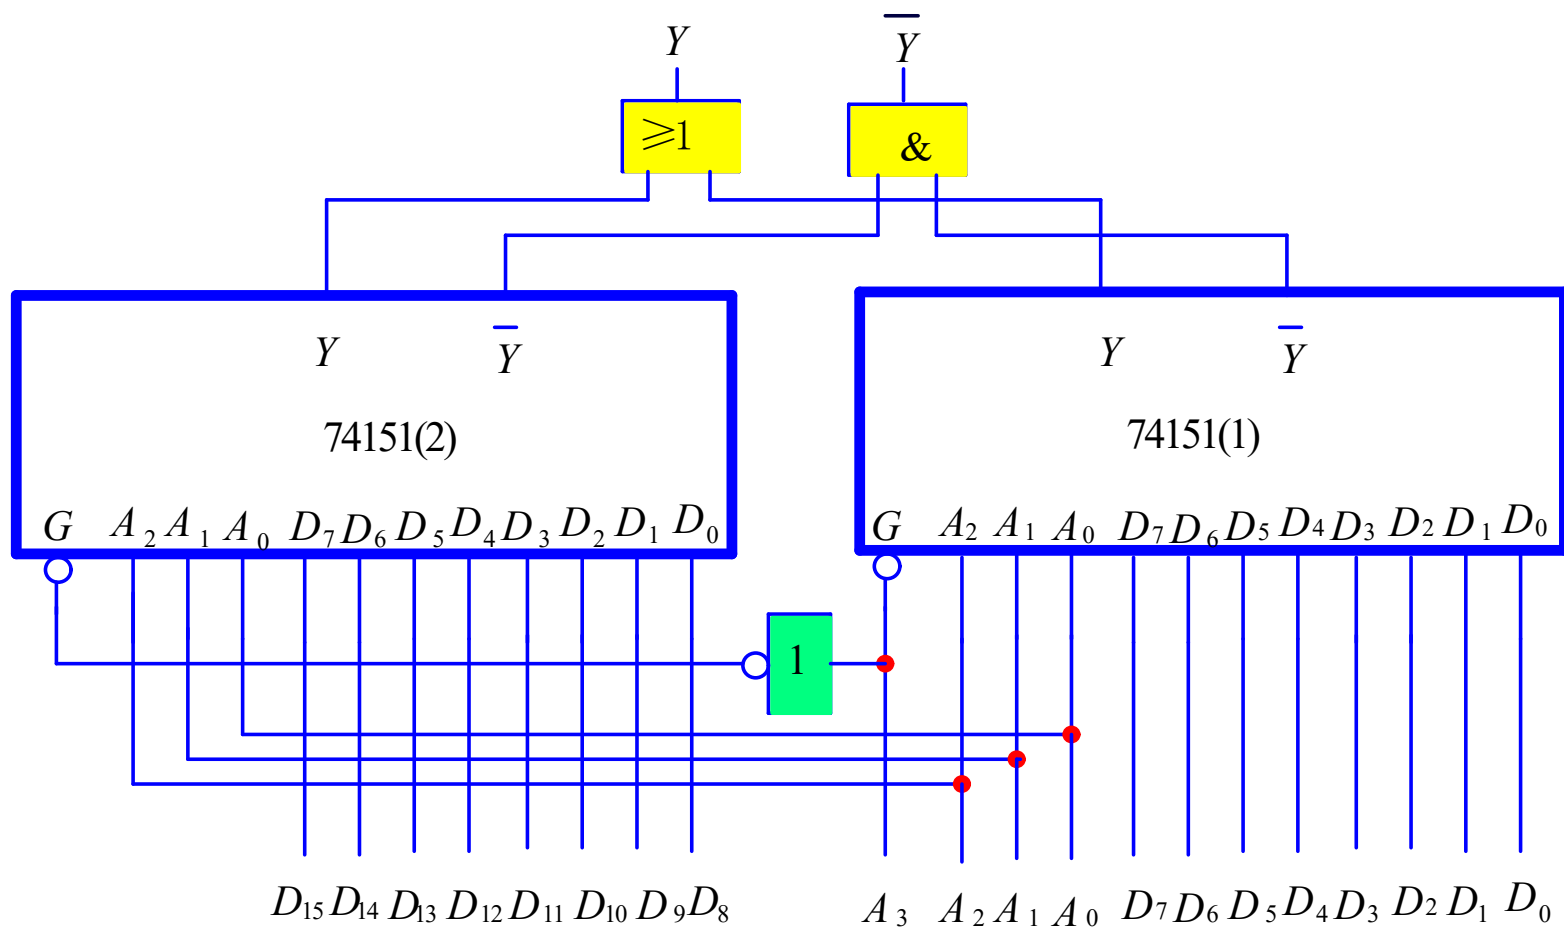 Y Y̅
≥1 &
Y Y̅ Y Y̅
74151(2) 74151(1)
G A₂ A₁ A₀ D₇ D₆ D₅ D₄ D₃ D₂ D₁ D₀ G A₂ A₁ A₀ D₇ D₆ D₅ D₄ D₃ D₂ D₁ D₀
1
D₁₅ D₁₄ D₁₃ D₁₂ D₁₁ D₁₀ D₉ D₈ A₃ A₂ A₁ A₀ D₇ D₆ D₅ D₄ D₃ D₂ D₁ D₀